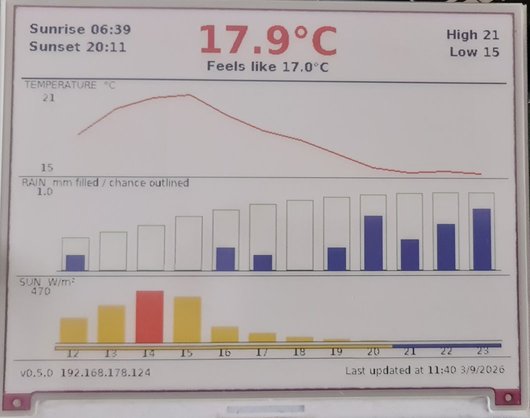 Sunrise 06:39
Sunset 20:11
17.9°C
Feels like 17.0°C
High 21
Low 15
TEMPERATURE °C
21
15
RAIN mm filled / chance outlined
1.0
SUN W/m²
470
12 13 14 15 16 17 18 19 20 21 22 23
v0.5.0 192.168.178.124
Last updated at 11:40 3/9/2026